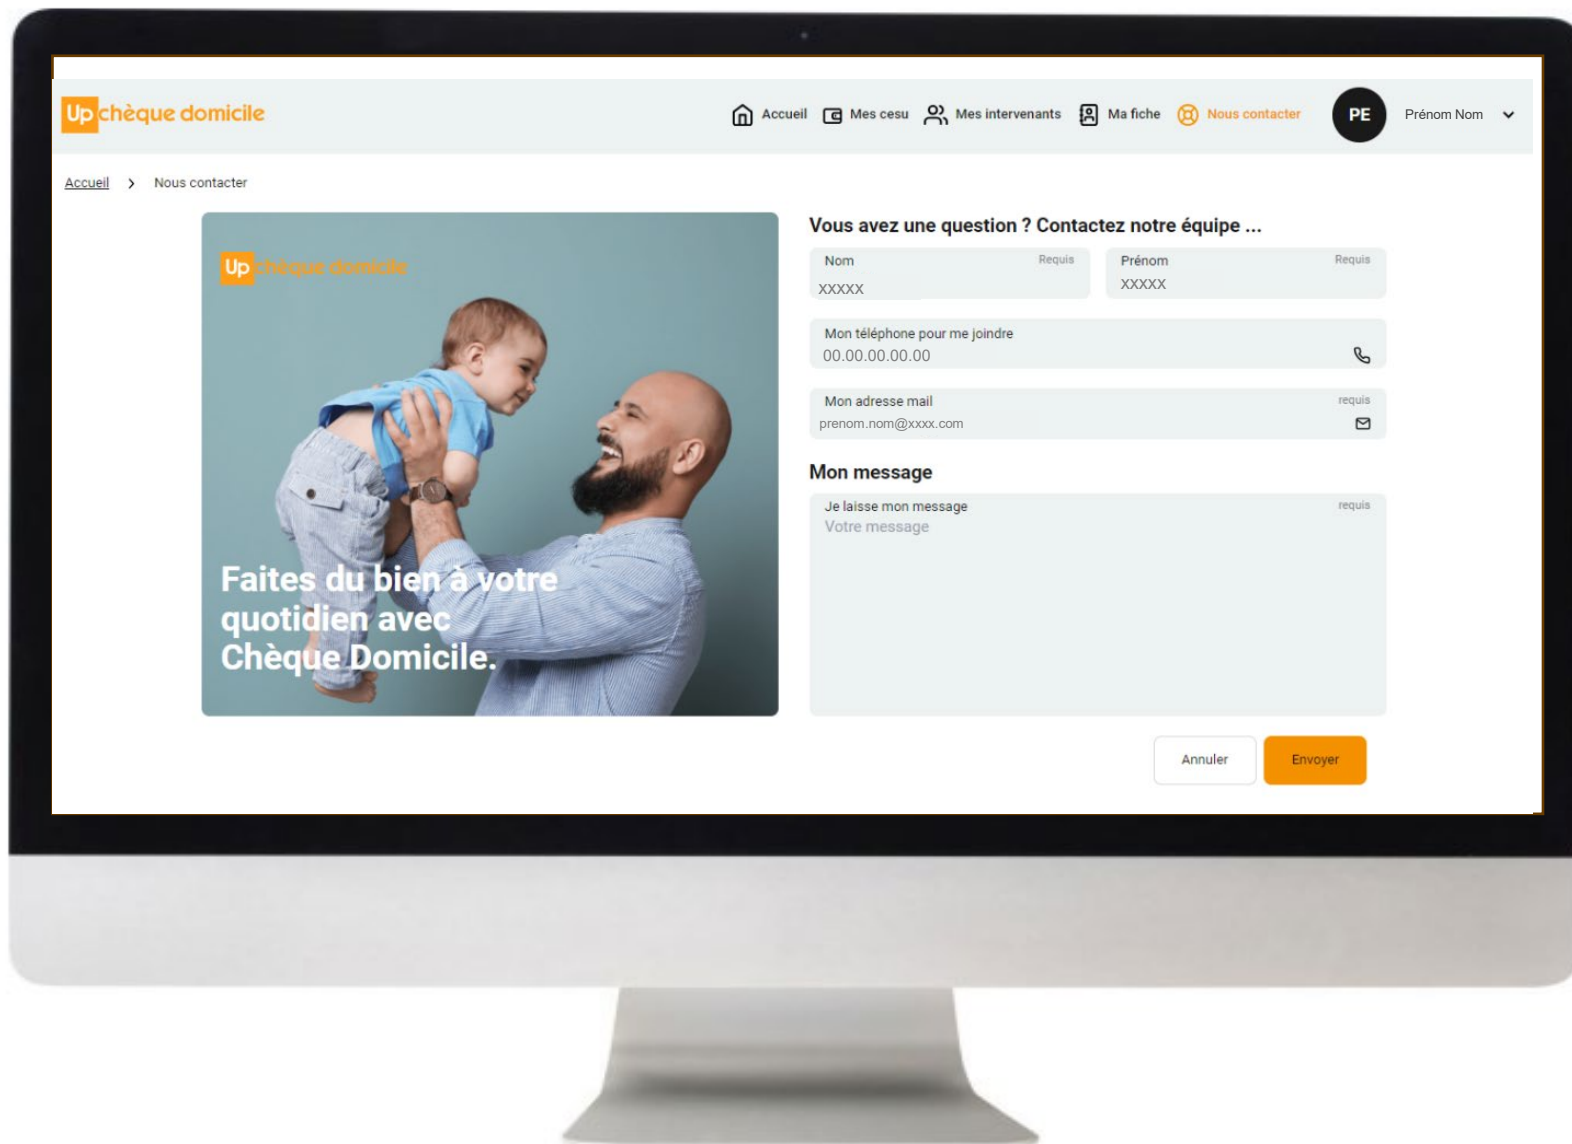 Up chèque domicile
Accueil Mes cesu Mes intervenants Ma fiche Nous contacter PE Prénom Nom
Accueil > Nous contacter
Up chèque domicile
Faites du bien à votre
quotidien avec
Chèque Domicile.
Vous avez une question ? Contactez notre équipe ...
Nom Requis Prénom Requis
XXXXX XXXXX
Mon téléphone pour me joindre
00.00.00.00.00
Mon adresse mail requis
prenom.nom@xxxx.com
Mon message
Je laisse mon message requis
Votre message
Annuler Envoyer